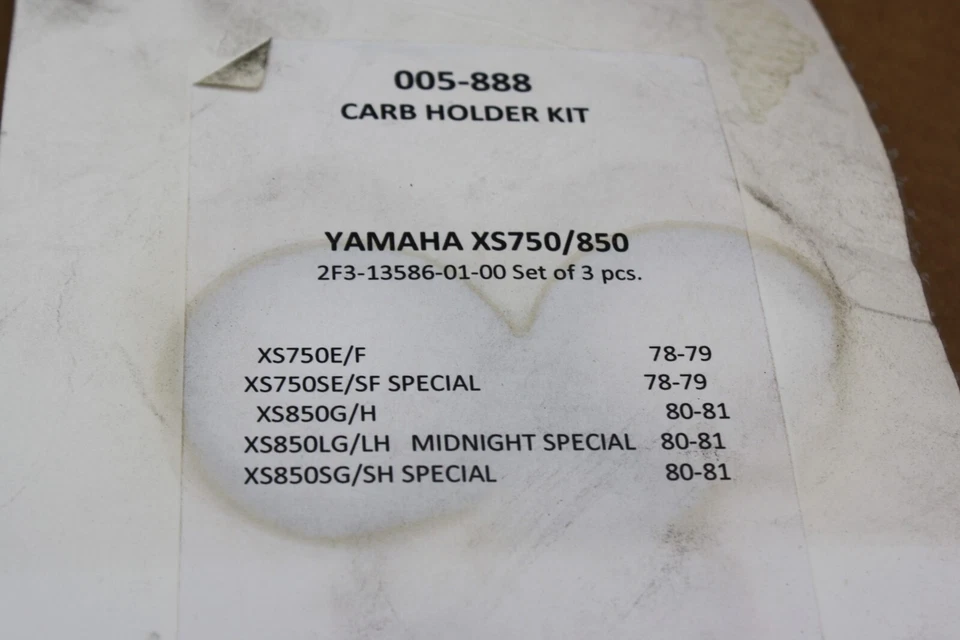 005-888
CARB HOLDER KIT
YAMAHA XS750/850
2F3-13586-01-00 Set of 3 pcs.
XS750E/F 78-79
XS750SE/SF SPECIAL 78-79
XS850G/H 80-81
XS850LG/LH MIDNIGHT SPECIAL 80-81
XS850SG/SH SPECIAL 80-81